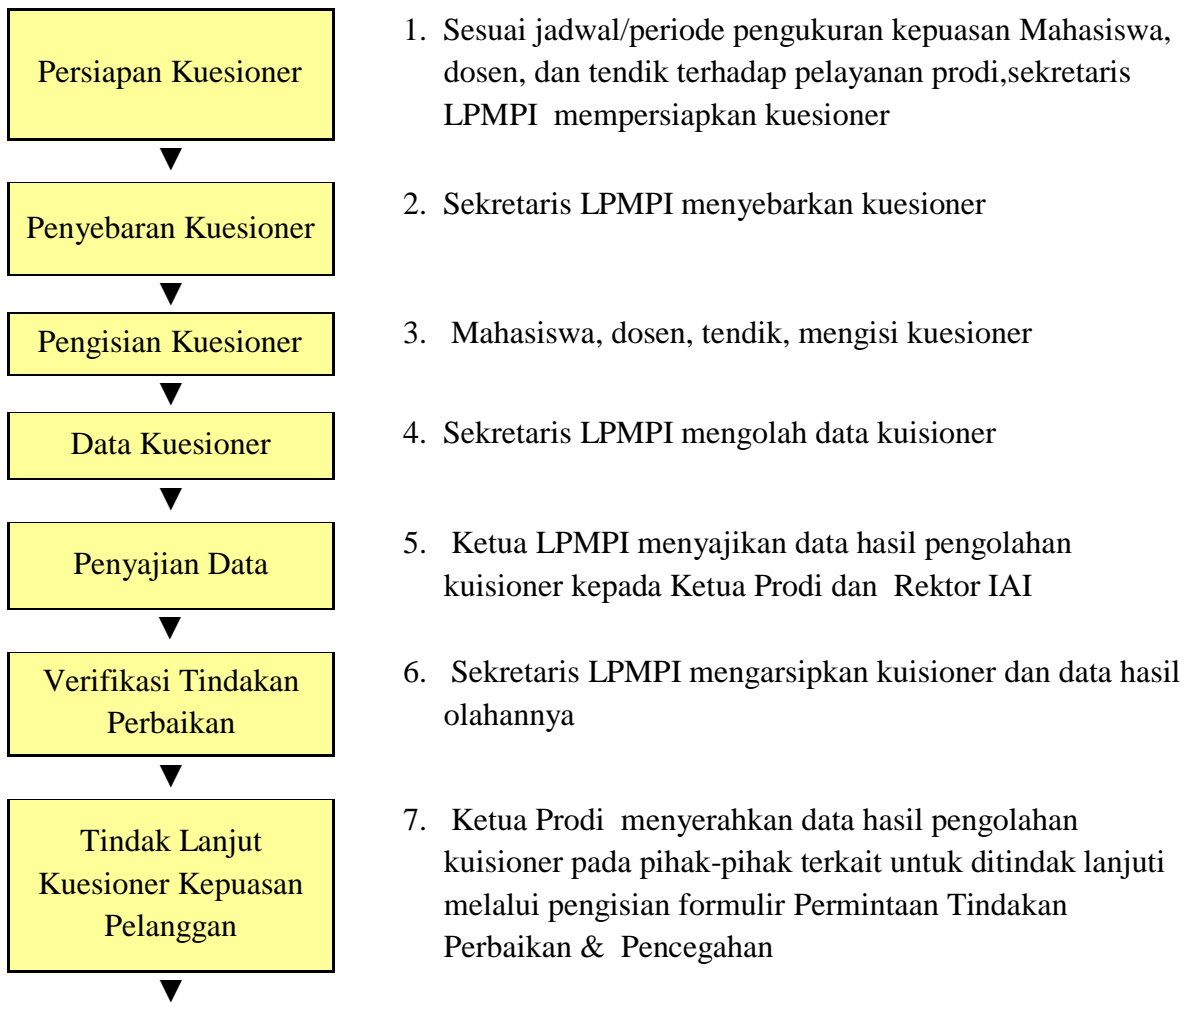 Persiapan Kuesioner
1. Sesuai jadwal/periode pengukuran kepuasan Mahasiswa,
dosen, dan tendik terhadap pelayanan prodi,sekretaris
LPMPI mempersiapkan kuesioner
Penyebaran Kuesioner
2. Sekretaris LPMPI menyebarkan kuesioner
Pengisian Kuesioner
3. Mahasiswa, dosen, tendik, mengisi kuesioner
Data Kuesioner
4. Sekretaris LPMPI mengolah data kuisioner
Penyajian Data
5. Ketua LPMPI menyajikan data hasil pengolahan
kuisioner kepada Ketua Prodi dan Rektor IAI
Verifikasi Tindakan
Perbaikan
6. Sekretaris LPMPI mengarsipkan kuisioner dan data hasil
olahannya
Tindak Lanjut
Kuesioner Kepuasan
Pelanggan
7. Ketua Prodi menyerahkan data hasil pengolahan
kuisioner pada pihak-pihak terkait untuk ditindak lanjuti
melalui pengisian formulir Permintaan Tindakan
Perbaikan & Pencegahan